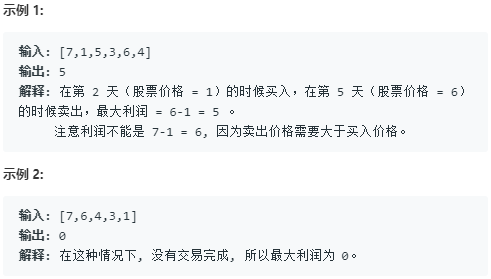 示例 1:
输入: [7,1,5,3,6,4]
输出: 5
解释: 在第 2 天（股票价格 = 1）的时候买入，在第 5 天（股票价格 = 6）
的时候卖出，最大利润 = 6-1 = 5 。
注意利润不能是 7-1 = 6, 因为卖出价格需要大于买入价格。
示例 2:
输入: [7,6,4,3,1]
输出: 0
解释: 在这种情况下, 没有交易完成, 所以最大利润为 0。